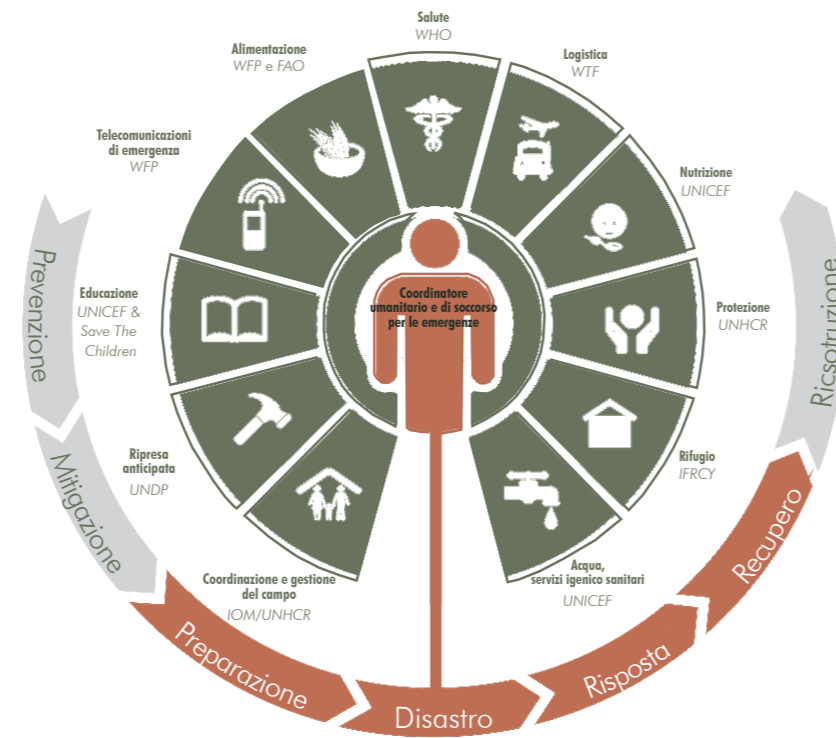 Salute
WHO
Logistica
WTF
Nutrizione
UNICEF
Protezione
UNHCR
Rifugio
IFRCY
Acqua,
servizi igenico sanitari
UNICEF
Coordinazione e gestione
del campo
IOM/UNHCR
Ripresa
anticipata
UNDP
Educazione
UNICEF &
Save The
Children
Telecomunicazioni
di emergenza
WFP
Alimentazione
WFP e FAO
Coordinatore
umanitario e di soccorso
per le emergenze
Prevenzione
Mitigazione
Preparazione
Disastro
Risposta
Recupero
Ricsotruzione